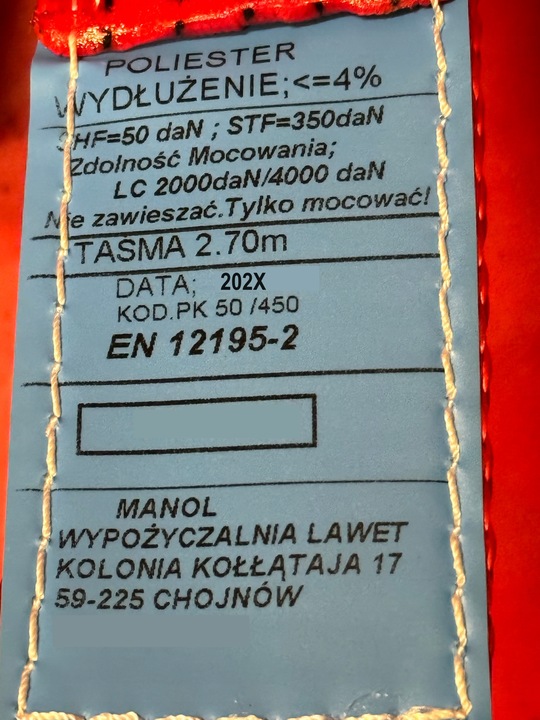 POLIESTER
WYDŁUŻENIE;<=4%
SHF=50 daN ; STF=350daN
Zdolność Mocowania;
LC 2000daN/4000 daN
Nie zawieszać.Tylko mocować!
TAŚMA 2.70m
DATA; 202X
KOD.PK 50 /450
EN 12195-2
MANOL
WYPOŻYCZALNIA LAWET
KOLONIA KOŁŁĄTAJA 17
59-225 CHOJNÓW